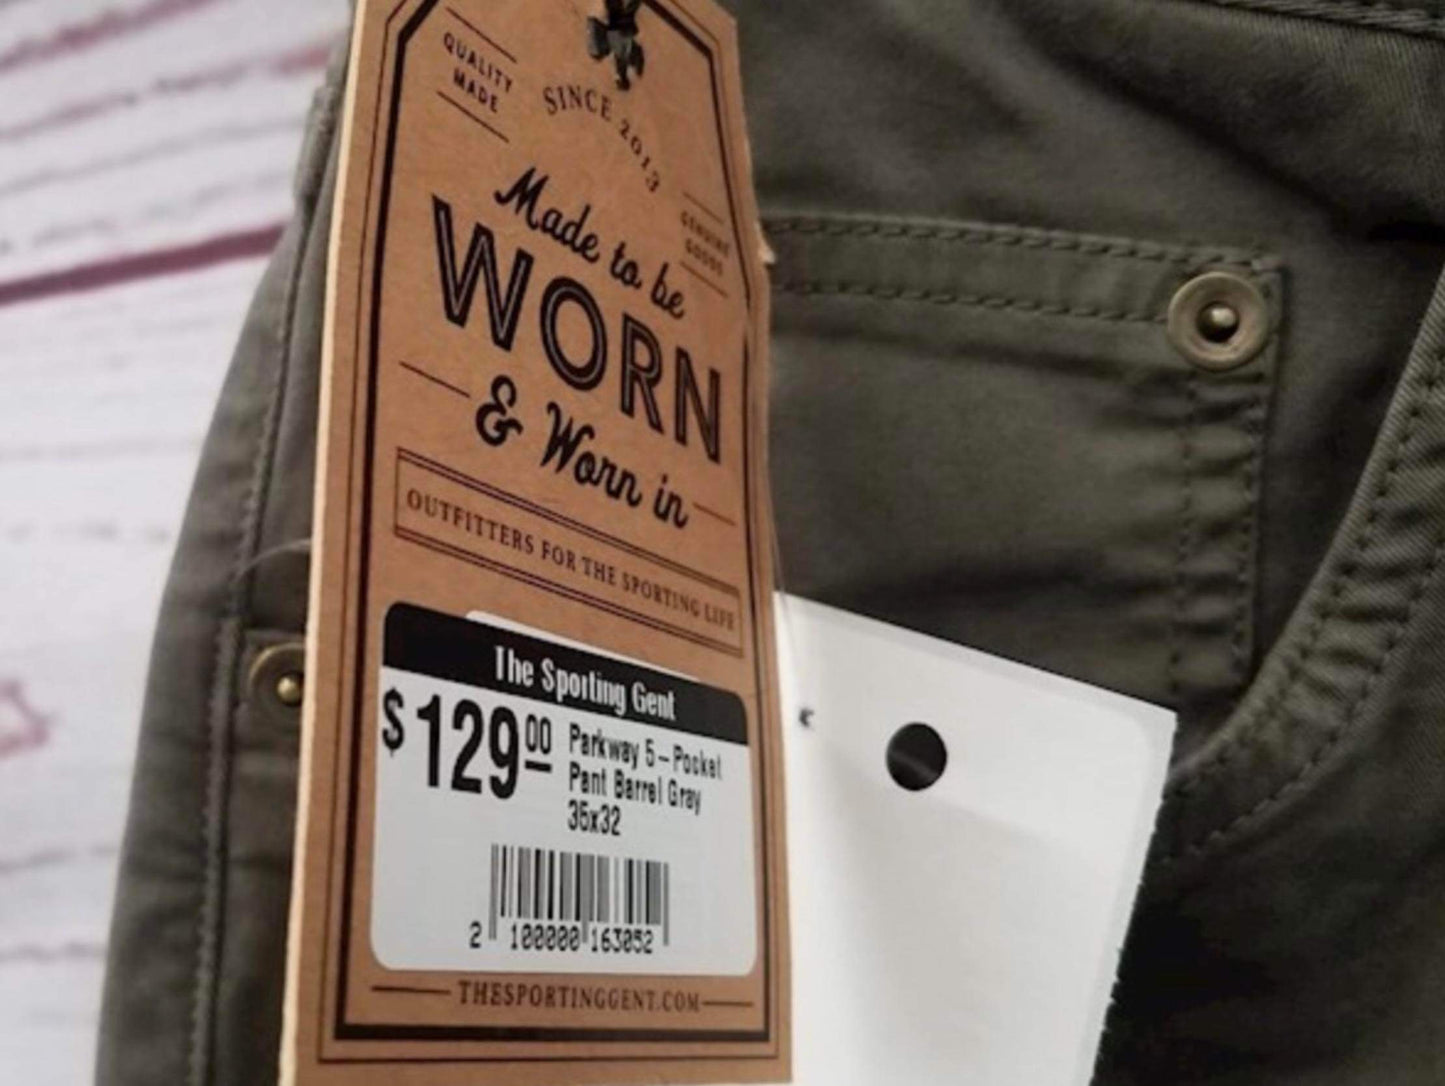 QUALITY
MADE
SINCE 2013
GENUINE
GOODS
Made to be
WORN
& Worn in
OUTFITTERS FOR THE SPORTING LIFE
The Sporting Gent
$129.00
Parkway 5-Pocket
Pant Barrel Gray
35x32
2 100000 163052
THESPORTINGGENT.COM